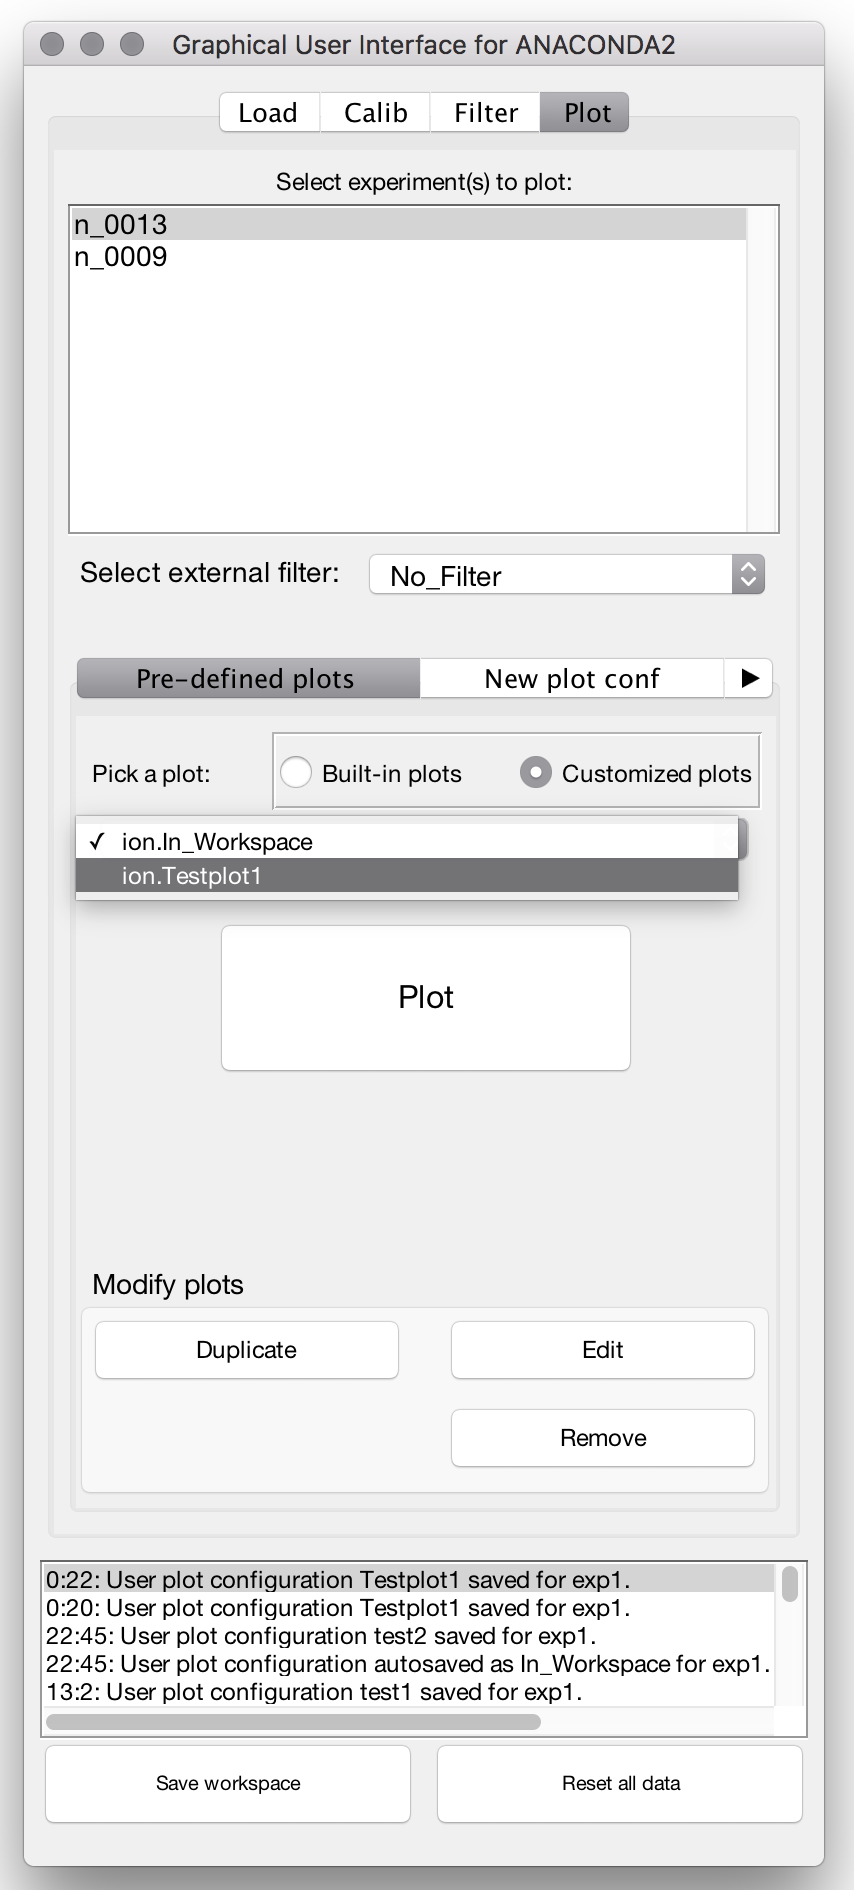 Graphical User Interface for ANACONDA2
Load Calib Filter Plot
Select experiment(s) to plot:
n_0013
n_0009
Select external filter: No_Filter
Pre-defined plots New plot conf ▶
Pick a plot: Built-in plots Customized plots
✓ ion.In_Workspace
ion.Testplot1
Plot
Modify plots
Duplicate Edit
Remove
0:22: User plot configuration Testplot1 saved for exp1.
0:20: User plot configuration Testplot1 saved for exp1.
22:45: User plot configuration test2 saved for exp1.
22:45: User plot configuration autosaved as In_Workspace for exp1.
13:2: User plot configuration test1 saved for exp1.
Save workspace Reset all data